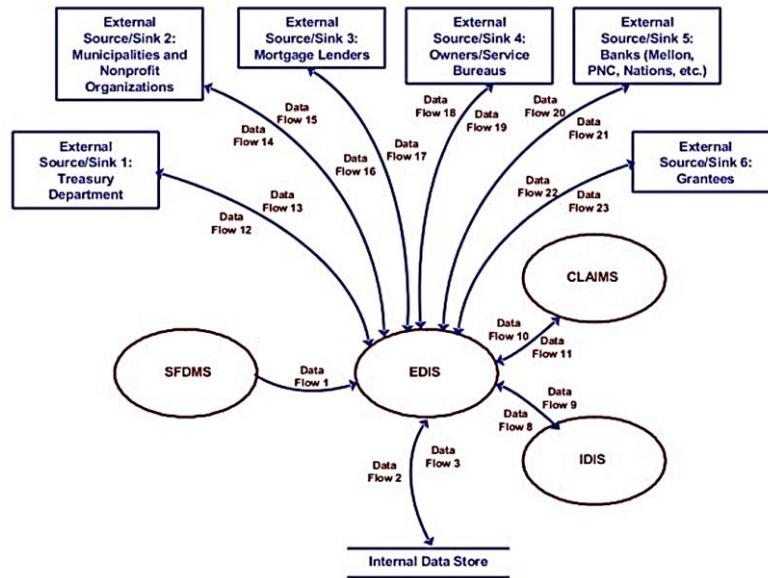 External
Source/Sink 2:
Municipalities and
Nonprofit
Organizations
External
Source/Sink 3:
Mortgage Lenders
External
Source/Sink 4:
Owners/Service
Bureaus
External
Source/Sink 5:
Banks (Mellon,
PNC, Nations, etc.)
External
Source/Sink 1:
Treasury
Department
External
Source/Sink 6:
Grantees
Data
Flow 12
Data
Flow 13
Data
Flow 14
Data
Flow 15
Data
Flow 16
Data
Flow 17
Data
Flow 18
Data
Flow 19
Data
Flow 20
Data
Flow 21
Data
Flow 22
Data
Flow 23
CLAIMS
Data
Flow 10
Data
Flow 11
SFDMS
Data
Flow 1
EDIS
Data
Flow 9
Data
Flow 8
IDIS
Data
Flow 2
Data
Flow 3
Internal Data Store